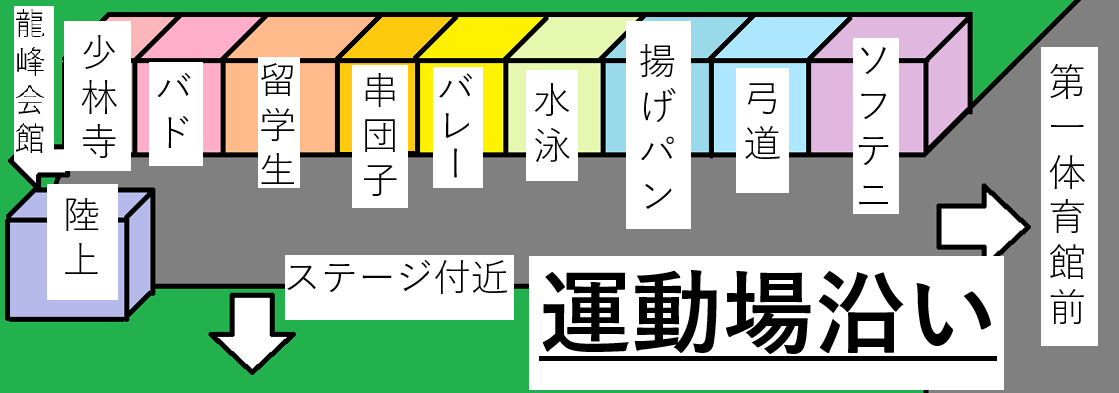 龍峰会館
少林寺
バド
留学生
串団子
バレー
水泳
揚げパン
弓道
ソフテニ
第一体育館前
陸上
ステージ付近
運動場沿い